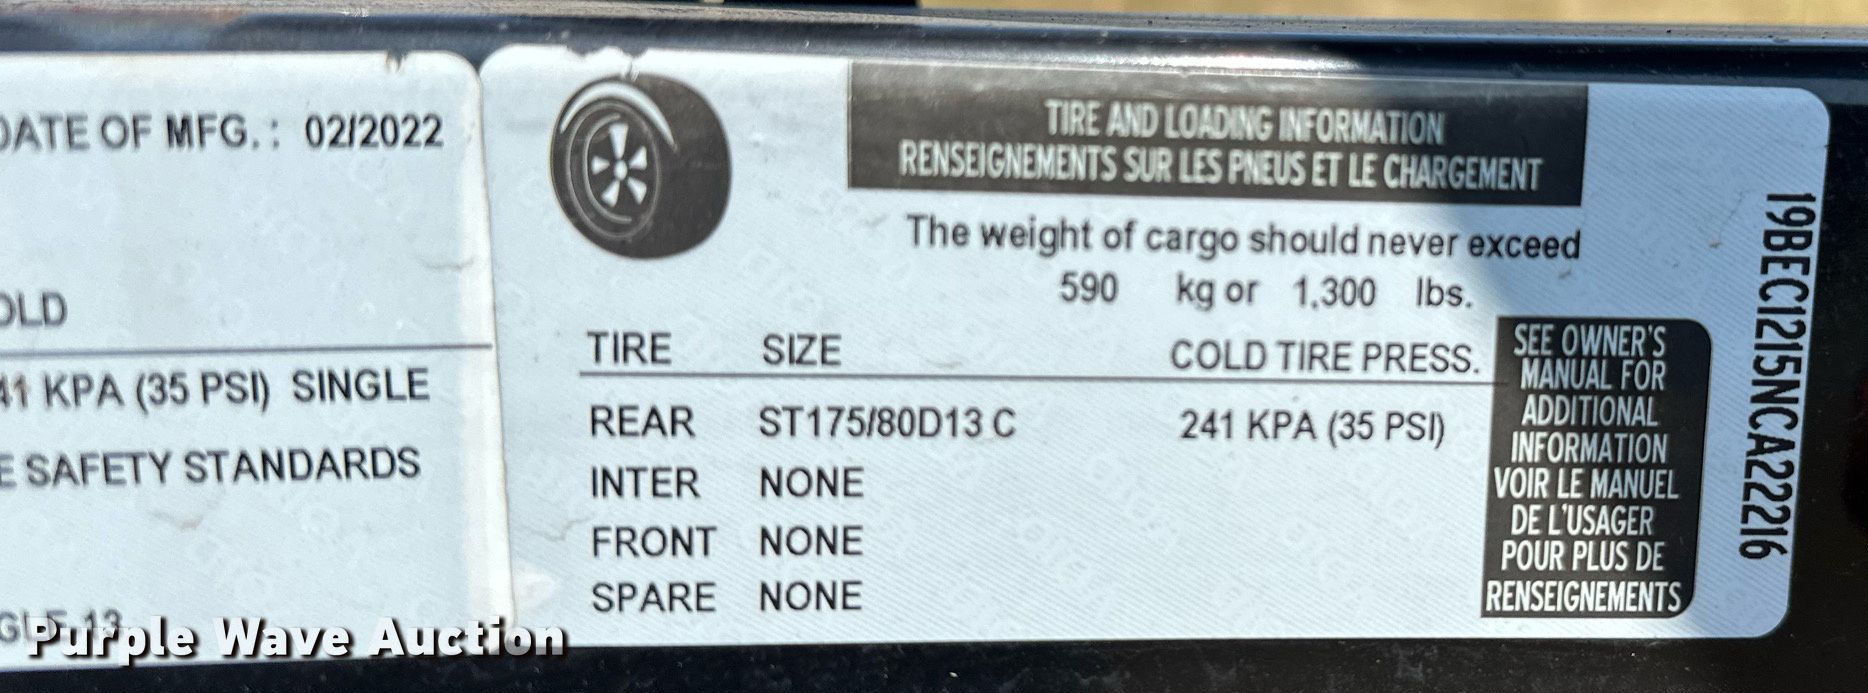 DATE OF MFG.: 02/2022
OLD
41 KPA (35 PSI) SINGLE
E SAFETY STANDARDS
TIRE AND LOADING INFORMATION
RENSEIGNEMENTS SUR LES PNEUS ET LE CHARGEMENT
The weight of cargo should never exceed
590 kg or 1,300 lbs.
TIRE SIZE COLD TIRE PRESS.
REAR ST175/80D13 C 241 KPA (35 PSI)
INTER NONE
FRONT NONE
SPARE NONE
SEE OWNER'S
MANUAL FOR
ADDITIONAL
INFORMATION
VOIR LE MANUEL
DE L'USAGER
POUR PLUS DE
RENSEIGNEMENTS
19BEC1215NCA22216
Purple Wave Auction